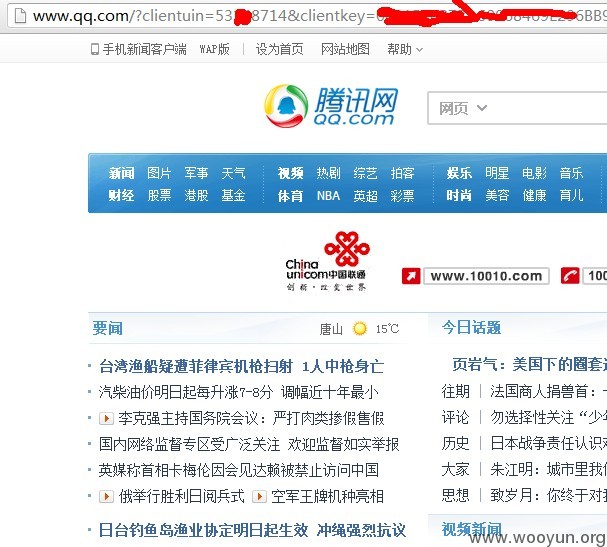 www.qq.com/?clientuin=53 8714&clientkey=
手机新闻客户端 WAP版 设为首页 网站地图 帮助
腾讯网
QQ.com
网页
新闻 图片 军事 天气 视频 热剧 综艺 拍客 娱乐 明星 电影 音乐
财经 股票 港股 基金 体育 NBA 英超 彩票 时尚 美容 健康 育儿
China
unicom中国联通
创新·改变世界
www.10010.com
要闻 唐山 15℃ 今日话题
台湾渔船疑遭菲律宾机枪扫射 1人中枪身亡
汽柴油价明日起每升涨7-8分 调幅近十年最小
李克强主持国务院会议：严打肉类掺假售假
国内网络监督专区受广泛关注 欢迎监督如实举报
英媒称首相卡梅伦因会见达赖被禁止访问中国
俄举行胜利日阅兵式 空军王牌机种亮相
日台钓鱼岛渔业协定明日起生效 冲绳强烈抗议
页岩气：美国下的圈套
往期 | 法国商人捐兽首：
评论 | 勿选择性关注“少
历史 | 日本战争责任认识
大家 | 朱江明：城市里我
思想 | 致岁月：你终于对
视频新闻
www.wooyun.org